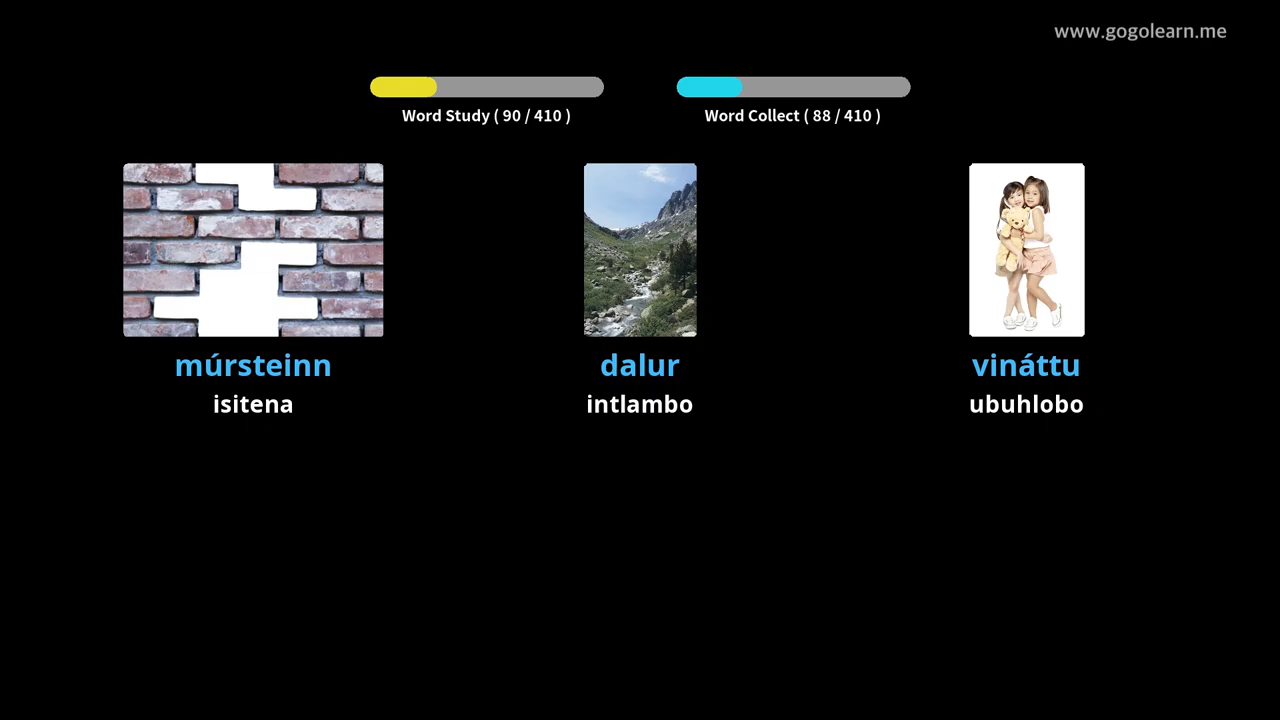 www.gogolearn.me
Word Study ( 90 / 410 )
Word Collect ( 88 / 410 )
múrsteinn
isitena
dalur
intlambo
vináttu
ubuhlobo